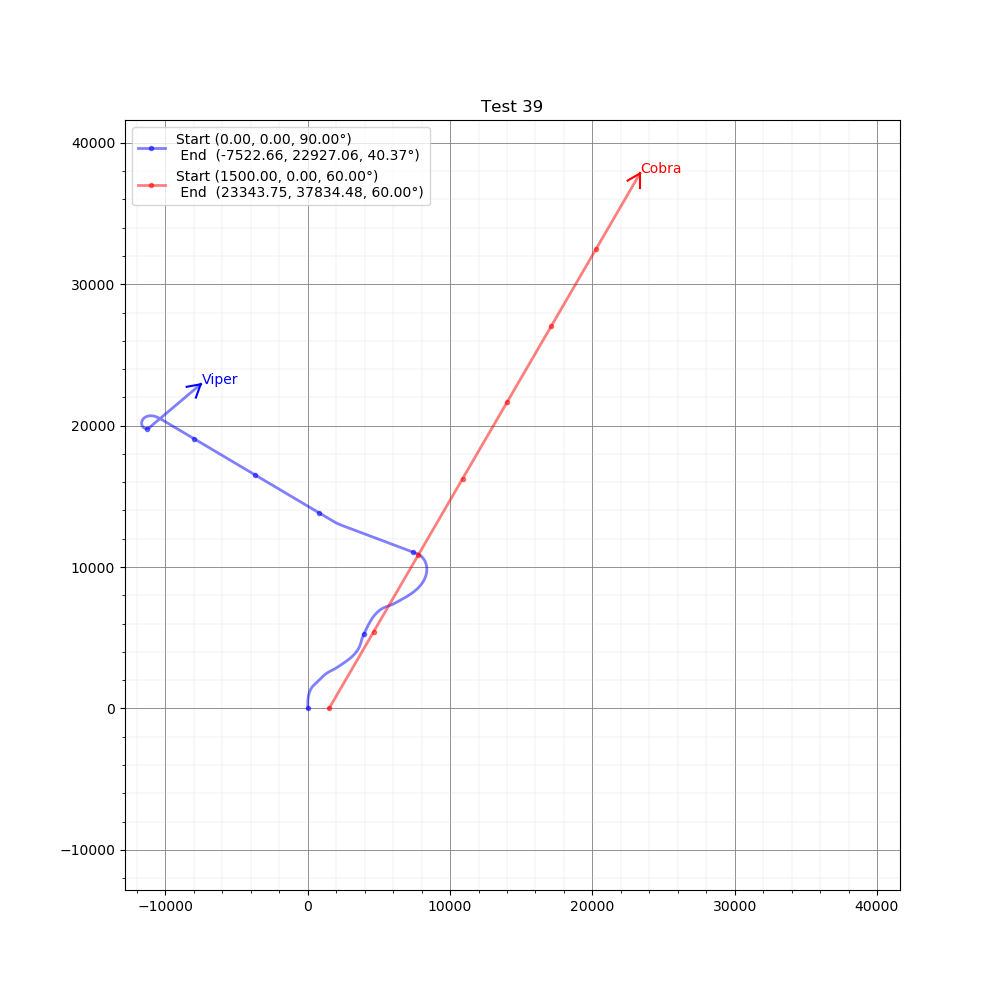 Test 39
Start (0.00, 0.00, 90.00°)
End  (-7522.66, 22927.06, 40.37°)
Start (1500.00, 0.00, 60.00°)
End  (23343.75, 37834.48, 60.00°)
Cobra
Viper
40000
30000
20000
10000
0
−10000
−10000 0 10000 20000 30000 40000